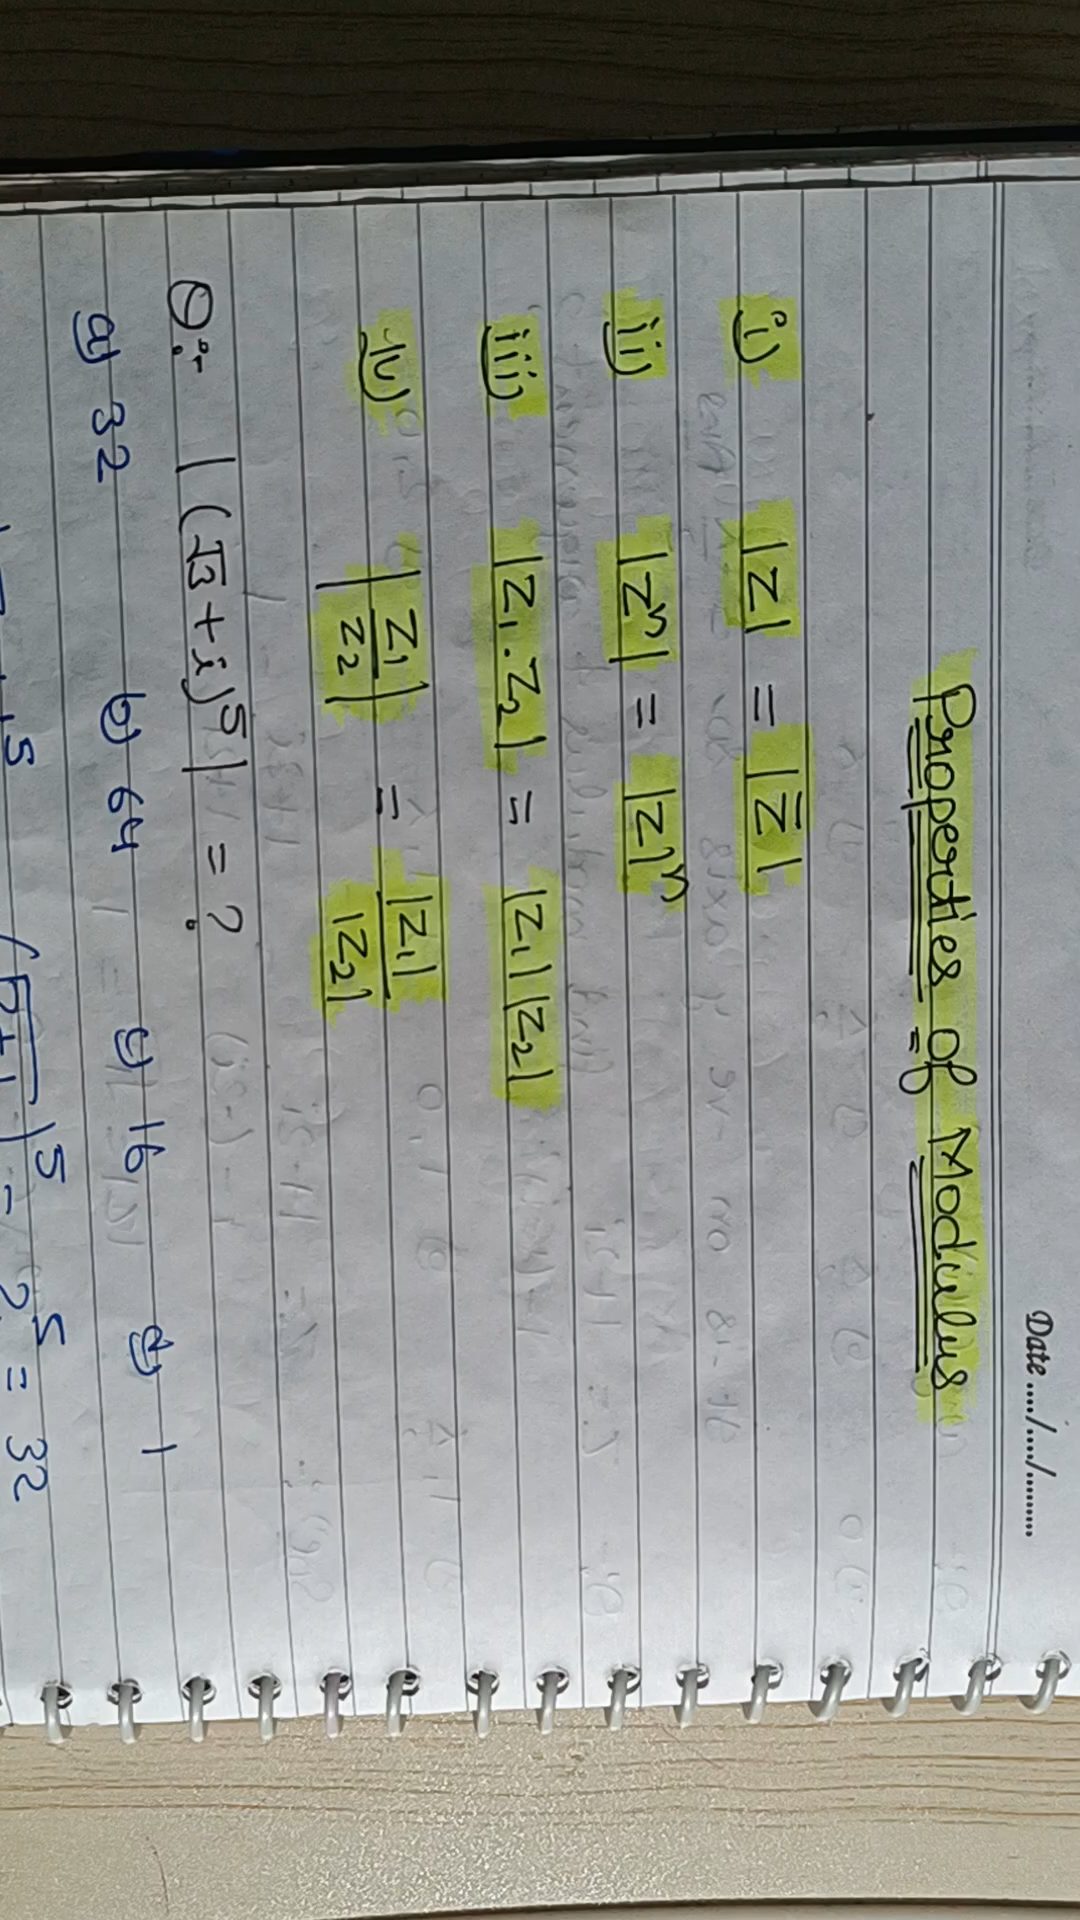 Date ..../..../.........
Properties of Modulus
i) |z| = |z̅|
ii) |zⁿ| = |z|ⁿ
iii) |z₁.z₂| = |z₁| |z₂|
iv) |z₁/z₂| = |z₁|/|z₂|
Q:- |(√3+i)⁵| = ?
a) 32 b) 64 c) 16 d) 1
)⁵ = 2⁵ = 32